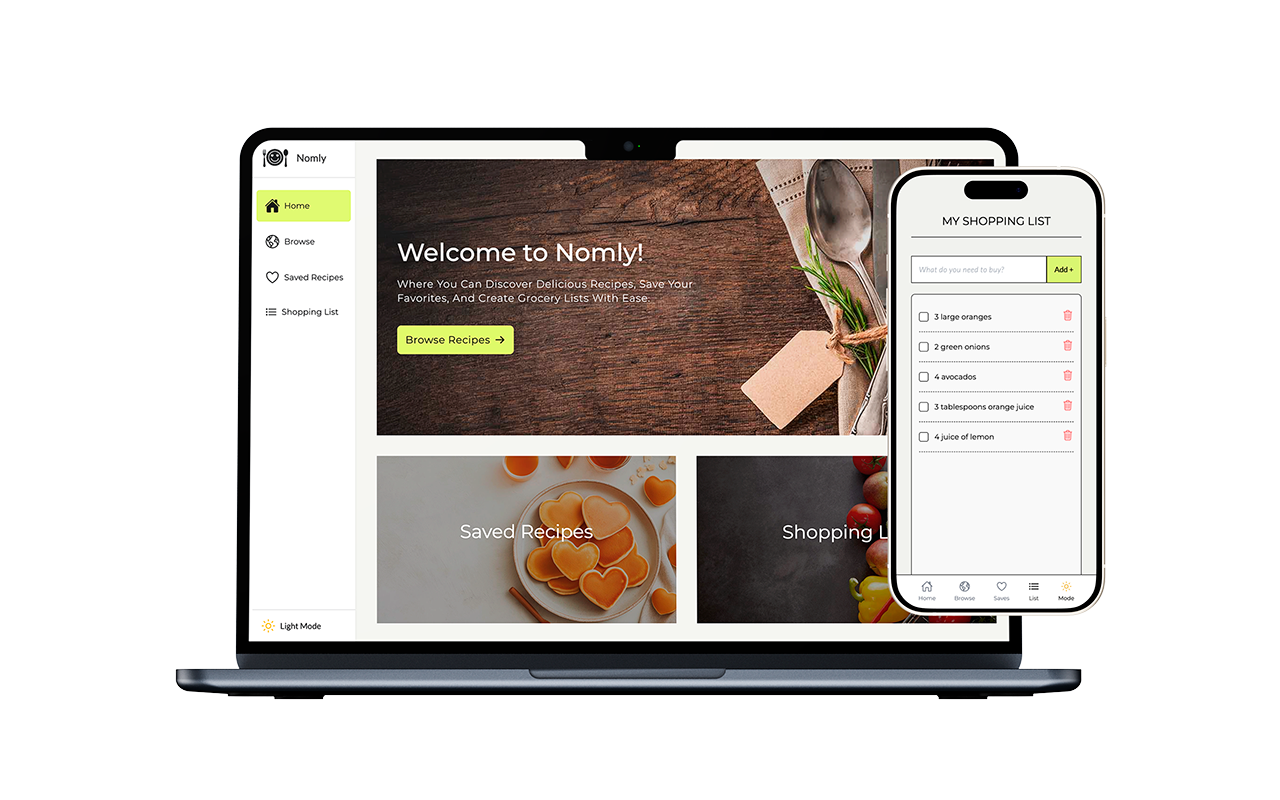 Nomly
Home
Browse
Saved Recipes
Shopping List
Light Mode
Welcome to Nomly!
Where You Can Discover Delicious Recipes, Save Your
Favorites, And Create Grocery Lists With Ease.
Browse Recipes →
Saved Recipes
Shopping L
MY SHOPPING LIST
What do you need to buy?
Add +
3 large oranges
2 green onions
4 avocados
3 tablespoons orange juice
4 juice of lemon
Home
Browse
Saves
List
Mode